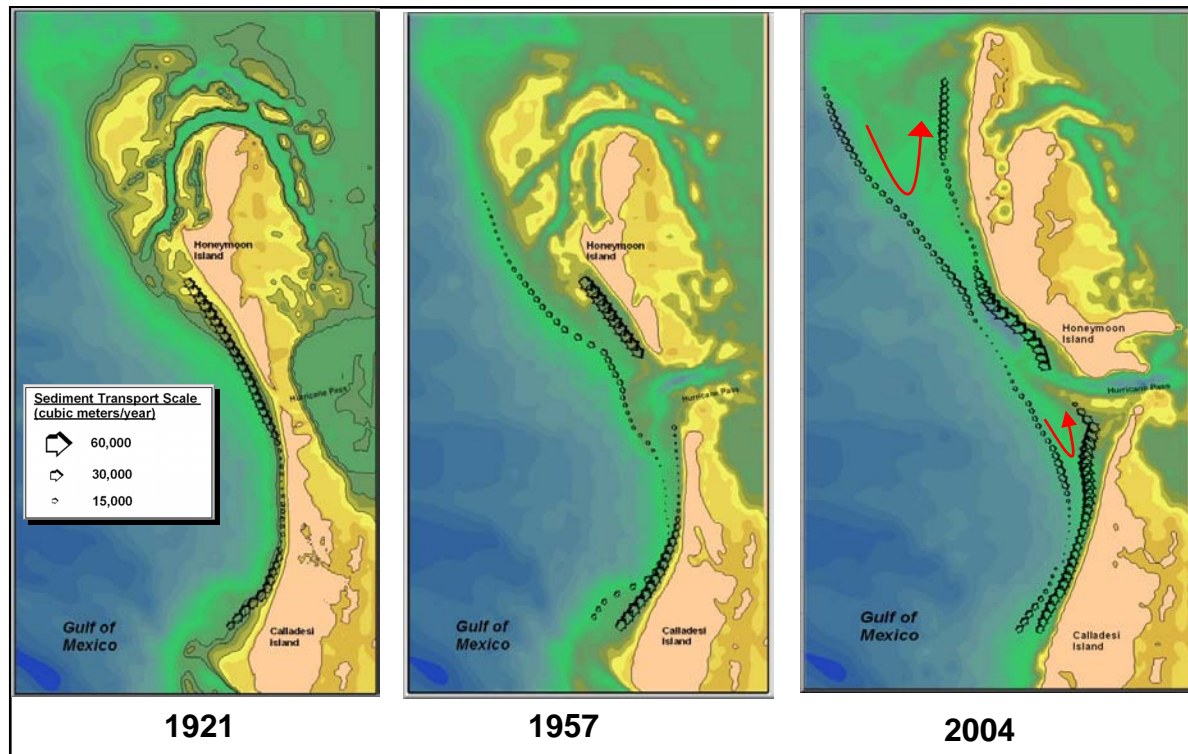 Honeymoon
Island
Hurricane Pass
Sediment Transport Scale
(cubic meters/year)
60,000
30,000
15,000
Gulf of
Mexico
Calladesi
Island
1921
Honeymoon
Island
Hurricane Pass
Gulf of
Mexico
Calladesi
Island
1957
Honeymoon
Island
Hurricane Pass
Gulf of
Mexico
Calladesi
Island
2004